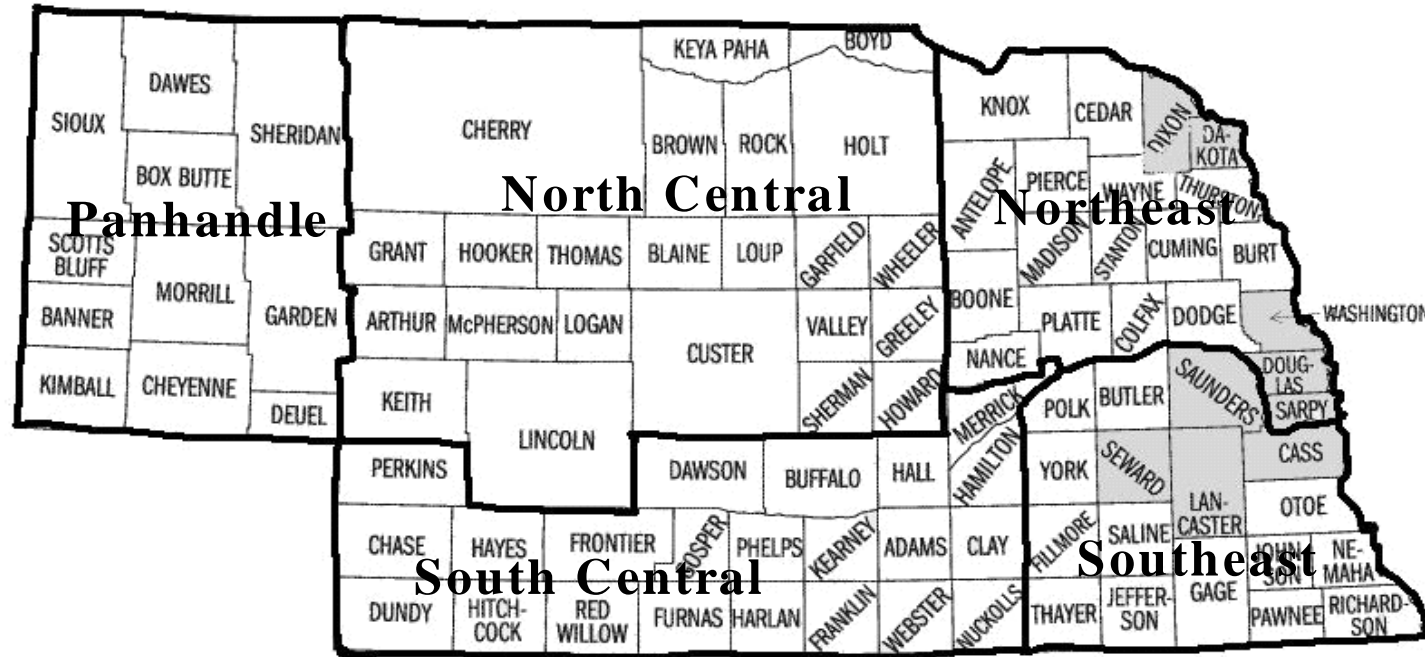 KEYA PAHA
BOYD
DAWES
SIOUX
SHERIDAN
CHERRY
BROWN
ROCK
HOLT
KNOX
CEDAR
DIXON
DA-
KOTA
BOX BUTTE
Panhandle
North Central
Northeast
ANTELOPE
PIERCE
WAYNE
THURSTON
SCOTTS
BLUFF
MORRILL
GARDEN
GRANT
HOOKER
THOMAS
BLAINE
LOUP
GARFIELD
WHEELER
MADISON
STANTON
CUMING
BURT
BANNER
ARTHUR
McPHERSON
LOGAN
CUSTER
VALLEY
GREELEY
BOONE
PLATTE
COLFAX
DODGE
WASHINGTON
KIMBALL
CHEYENNE
DEUEL
KEITH
LINCOLN
SHERMAN
HOWARD
NANCE
MERRICK
POLK
BUTLER
SAUNDERS
DOUG-
LAS
SARPY
PERKINS
DAWSON
BUFFALO
HALL
HAMILTON
YORK
SEWARD
LAN-
CASTER
CASS
OTOE
CHASE
HAYES
FRONTIER
GOSPER
PHELPS
KEARNEY
ADAMS
CLAY
FILLMORE
SALINE
South Central
Southeast
JOHN-
SON
NE-
MAHA
DUNDY
HITCH-
COCK
RED
WILLOW
FURNAS
HARLAN
FRANKLIN
WEBSTER
NUCKOLLS
THAYER
JEFFER-
SON
GAGE
PAWNEE
RICHARD-
SON